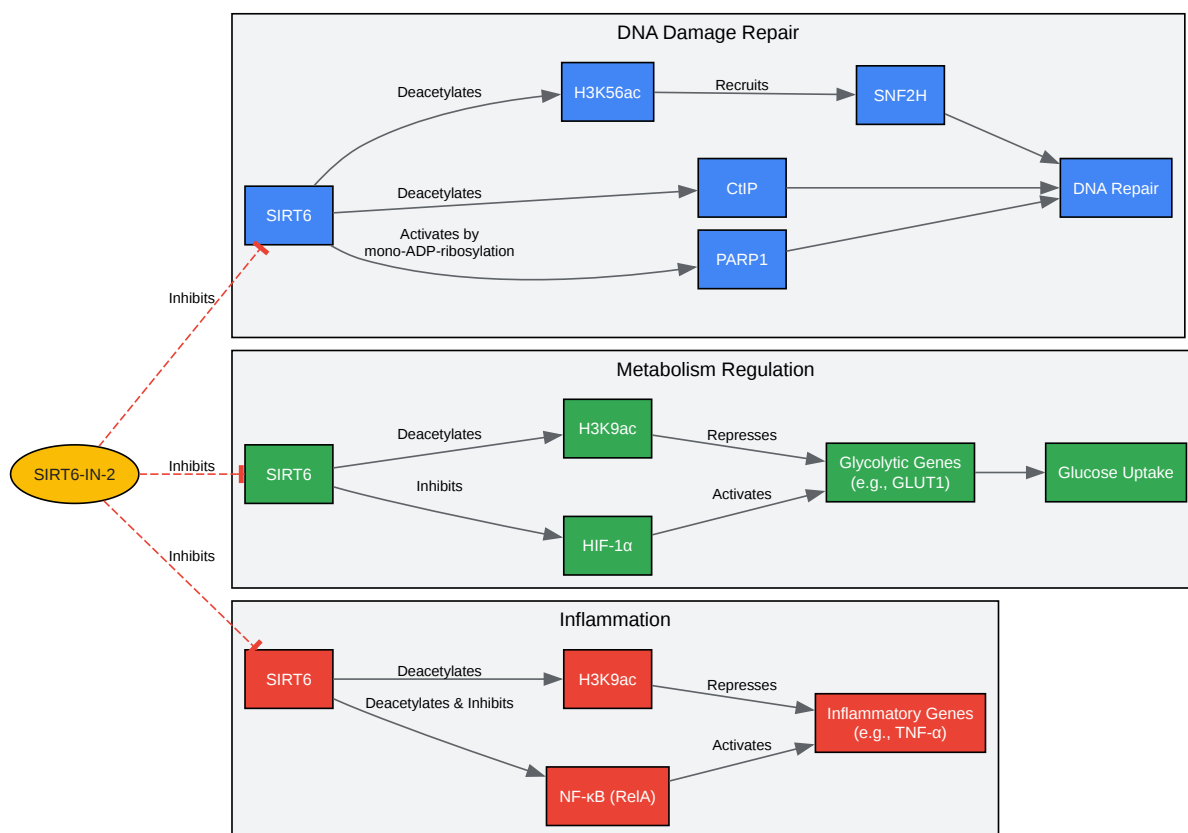 DNA Damage Repair
Deacetylates
H3K56ac
Recruits
SNF2H
SIRT6
Deacetylates
CtIP
DNA Repair
Activates by
mono-ADP-ribosylation
PARP1
Inhibits
Metabolism Regulation
SIRT6-IN-2
Inhibits
SIRT6
Deacetylates
H3K9ac
Represses
Inhibits
HIF-1α
Activates
Glycolytic Genes
(e.g., GLUT1)
Glucose Uptake
Inhibits
Inflammation
SIRT6
Deacetylates
H3K9ac
Represses
Deacetylates & Inhibits
NF-κB (RelA)
Activates
Inflammatory Genes
(e.g., TNF-α)